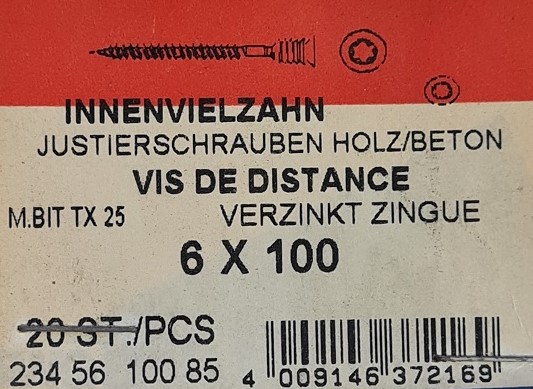 INNENVIELZAHN
JUSTIERSCHRAUBEN HOLZ/BETON
VIS DE DISTANCE
M.BIT TX 25 VERZINKT ZINGUE
6 X 100
20 ST./PCS
234 56 100 85
4 009146 372169